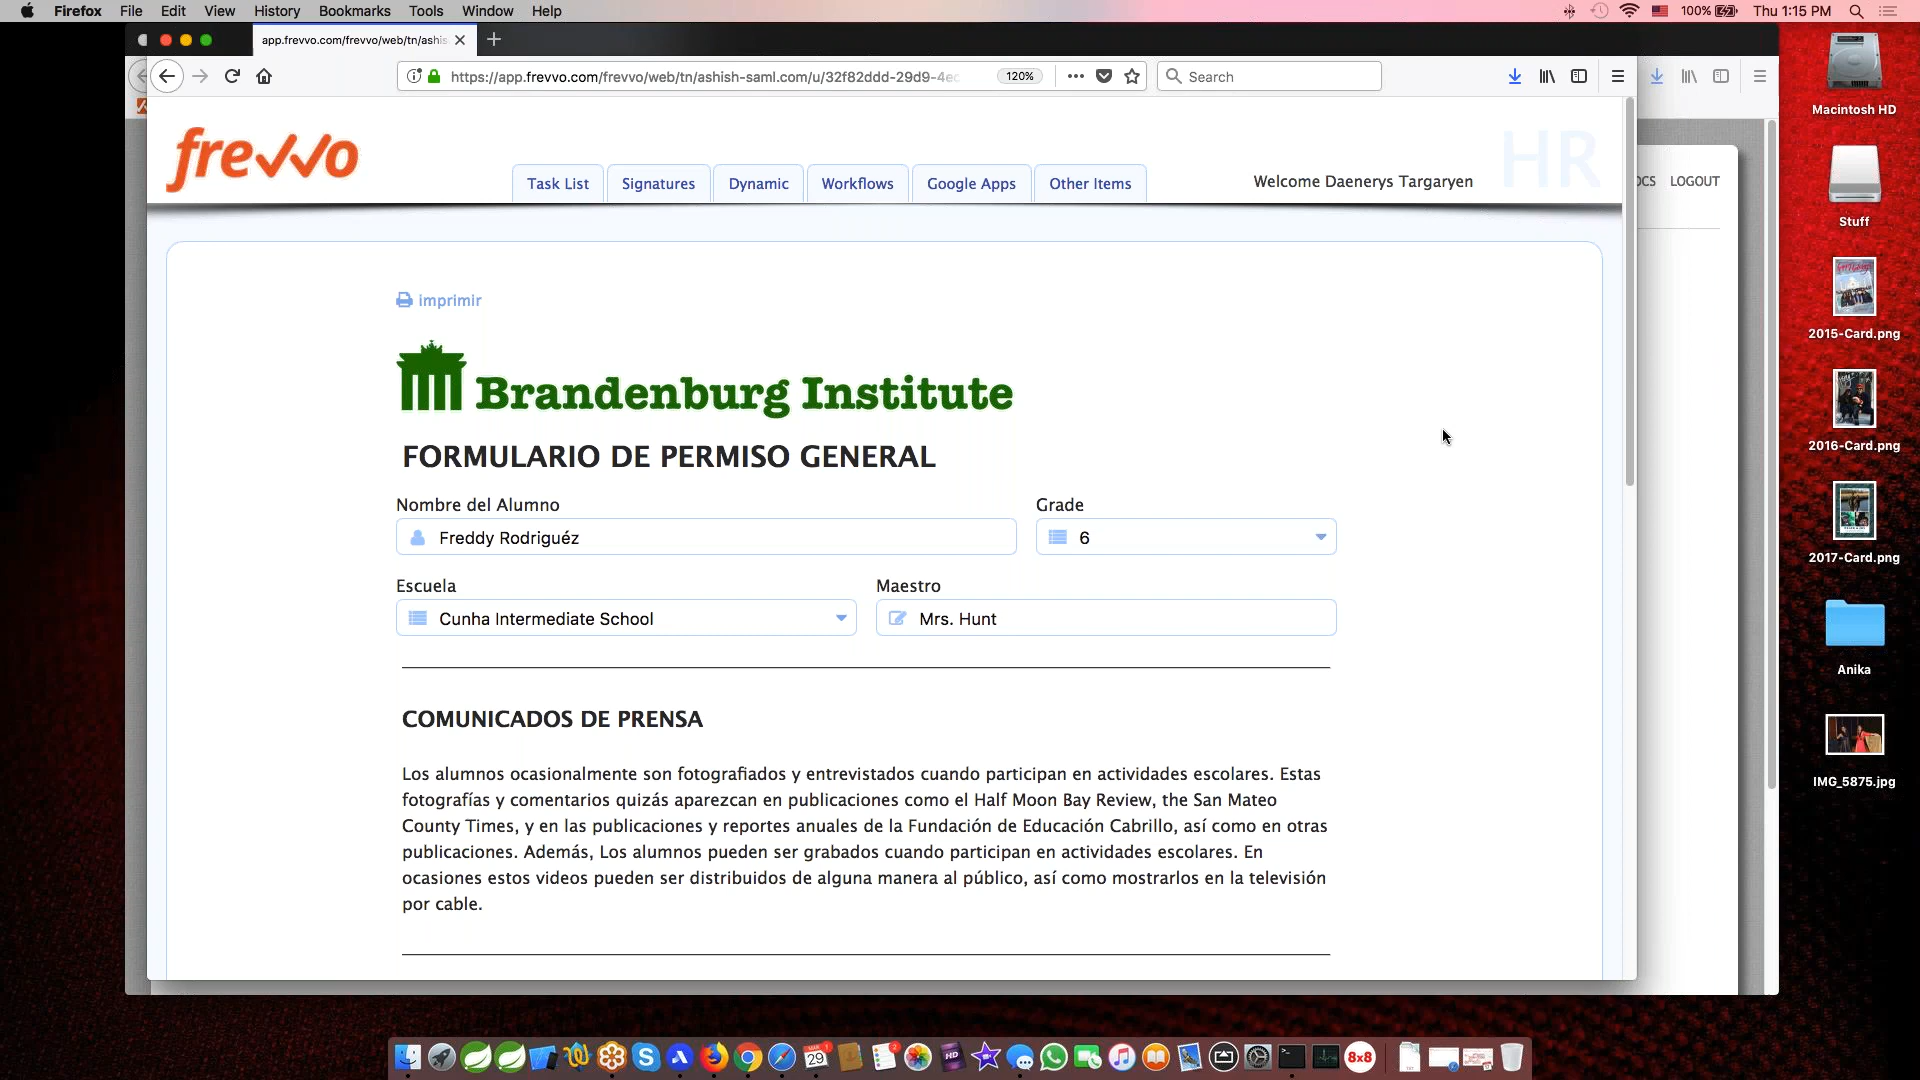 Firefox File Edit View History Bookmarks Tools Window Help 100% Thu 1:15 PM
app.frevvo.com/frevvo/web/tn/ashis
https://app.frevvo.com/frevvo/web/tn/ashish-saml.com/u/32f82ddd-29d9-4ec 120% Search
frevvo
Task List Signatures Dynamic Workflows Google Apps Other Items
Welcome Daenerys Targaryen
HR
LOGOUT
imprimir
Brandenburg Institute
FORMULARIO DE PERMISO GENERAL
Nombre del Alumno Grade
Freddy Rodriguéz 6
Escuela Maestro
Cunha Intermediate School Mrs. Hunt
COMUNICADOS DE PRENSA
Los alumnos ocasionalmente son fotografiados y entrevistados cuando participan en actividades escolares. Estas
fotografías y comentarios quizás aparezcan en publicaciones como el Half Moon Bay Review, the San Mateo
County Times, y en las publicaciones y reportes anuales de la Fundación de Educación Cabrillo, así como en otras
publicaciones. Además, Los alumnos pueden ser grabados cuando participan en actividades escolares. En
ocasiones estos videos pueden ser distribuidos de alguna manera al público, así como mostrarlos en la televisión
por cable.
Macintosh HD
Stuff
2015-Card.png
2016-Card.png
2017-Card.png
Anika
IMG_5875.jpg
29
HD
8x8